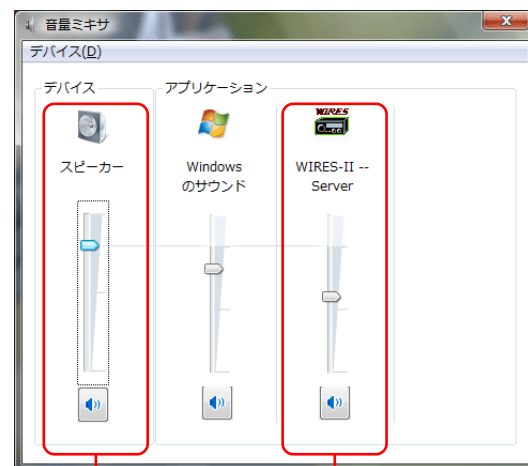 音量ミキサ
デバイス(D)
デバイス
アプリケーション
WIRES
スピーカー
Windows
のサウンド
WIRES-II --
Server